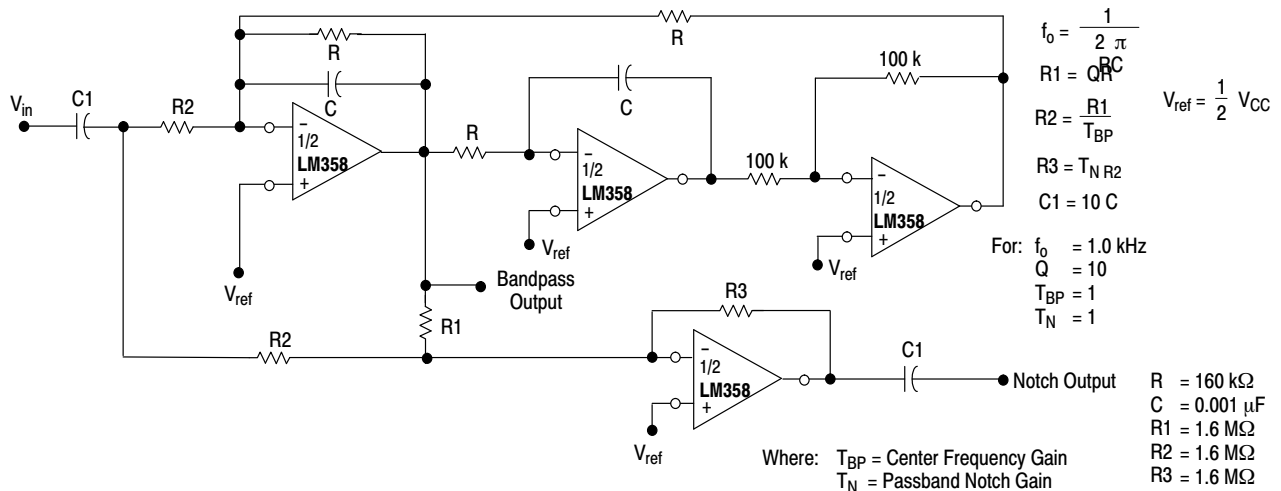 R
R
C
V_in
C1
R2
−
+
1/2
LM358
V_ref
R
C
−
+
1/2
LM358
V_ref
100 k
100 k
−
+
1/2
LM358
V_ref
Bandpass
Output
R1
R2
R3
−
+
1/2
LM358
V_ref
C1
Notch Output
f_o = 1 / 2 π RC
R1 = QR
R2 = R1 / T_BP
R3 = T_N R2
C1 = 10 C
V_ref = 1/2 V_CC
For: f_o = 1.0 kHz
Q = 10
T_BP = 1
T_N = 1
R = 160 kΩ
C = 0.001 µF
R1 = 1.6 MΩ
R2 = 1.6 MΩ
R3 = 1.6 MΩ
Where: T_BP = Center Frequency Gain
T_N = Passband Notch Gain